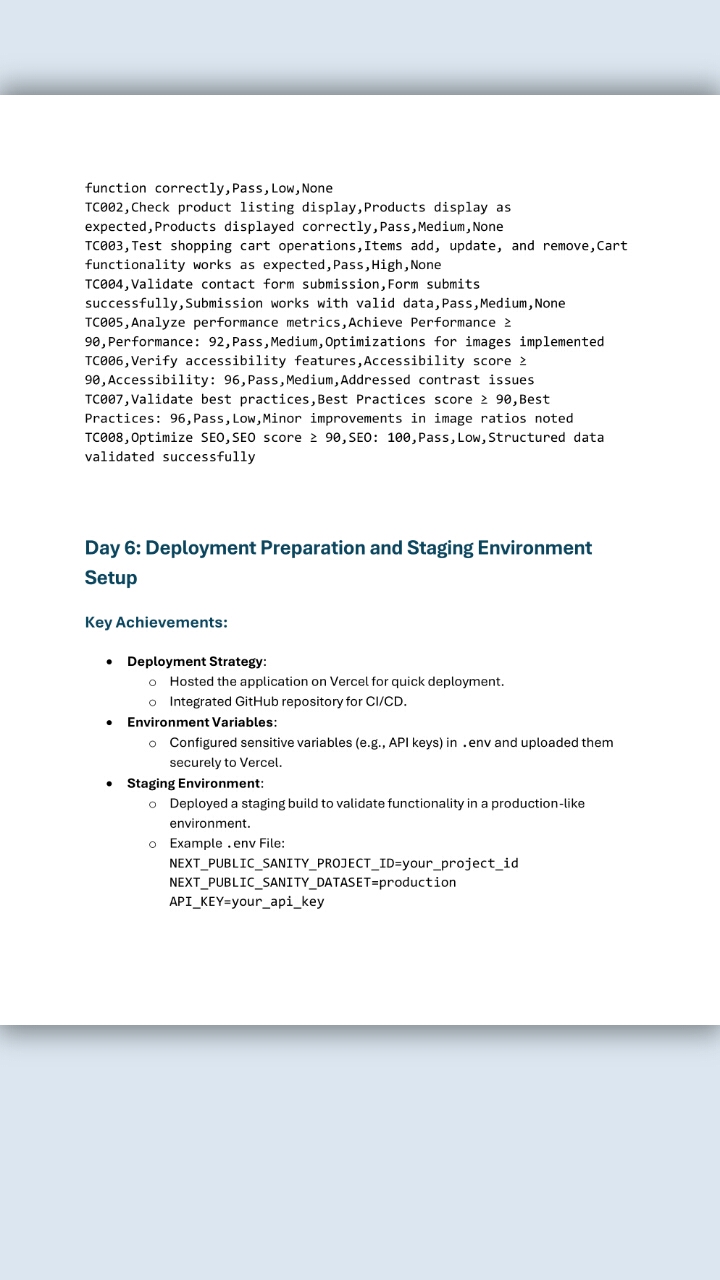 function correctly,Pass,Low,None
TC002,Check product listing display,Products display as
expected,Products displayed correctly,Pass,Medium,None
TC003,Test shopping cart operations,Items add, update, and remove,Cart
functionality works as expected,Pass,High,None
TC004,Validate contact form submission,Form submits
successfully,Submission works with valid data,Pass,Medium,None
TC005,Analyze performance metrics,Achieve Performance ≥
90,Performance: 92,Pass,Medium,Optimizations for images implemented
TC006,Verify accessibility features,Accessibility score ≥
90,Accessibility: 96,Pass,Medium,Addressed contrast issues
TC007,Validate best practices,Best Practices score ≥ 90,Best
Practices: 96,Pass,Low,Minor improvements in image ratios noted
TC008,Optimize SEO,SEO score ≥ 90,SEO: 100,Pass,Low,Structured data
validated successfully
Day 6: Deployment Preparation and Staging Environment
Setup
Key Achievements:
• Deployment Strategy:
○ Hosted the application on Vercel for quick deployment.
○ Integrated GitHub repository for CI/CD.
• Environment Variables:
○ Configured sensitive variables (e.g., API keys) in .env and uploaded them
securely to Vercel.
• Staging Environment:
○ Deployed a staging build to validate functionality in a production-like
environment.
○ Example .env File:
NEXT_PUBLIC_SANITY_PROJECT_ID=your_project_id
NEXT_PUBLIC_SANITY_DATASET=production
API_KEY=your_api_key